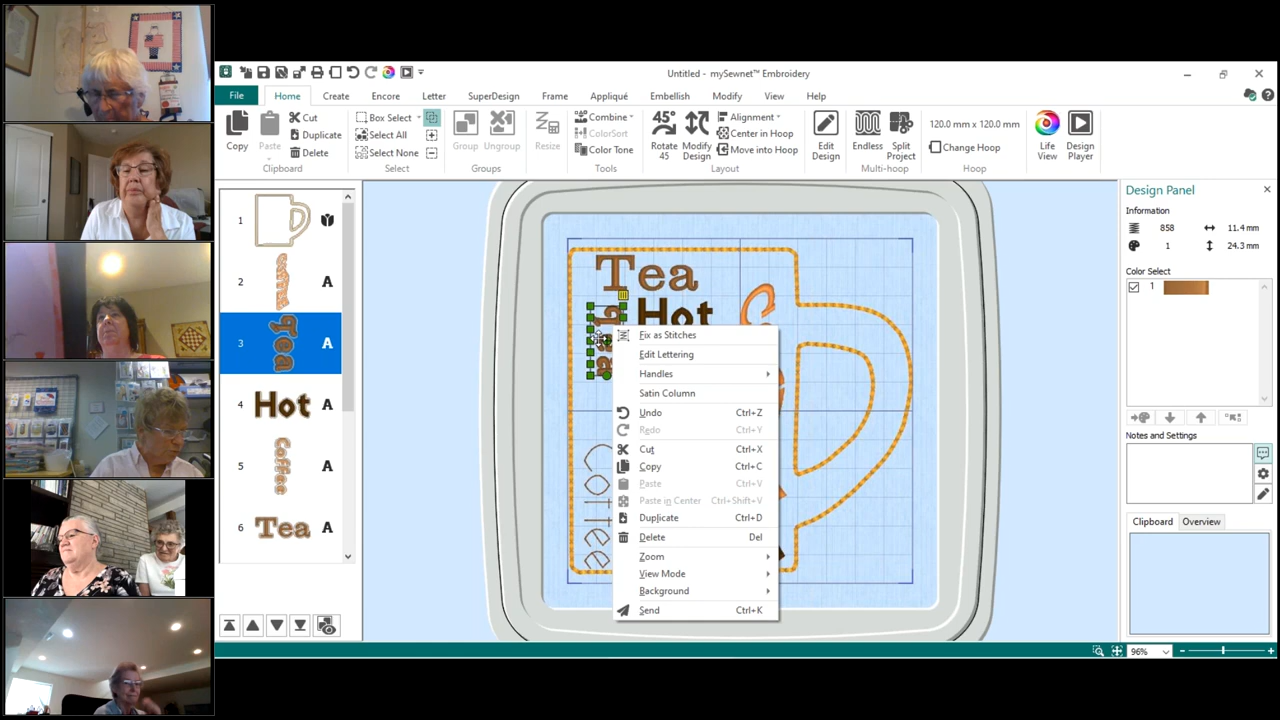 Untitled - mySewnet™ Embroidery
File Home Create Encore Letter SuperDesign Frame Appliqué Embellish Modify View Help
Copy Paste Cut Duplicate Delete Clipboard
Box Select Select All Select None Select
Group Ungroup Groups
Resize Combine ColorSort Color Tone Tools
45° Rotate 45 Modify Design Alignment Center in Hoop Move into Hoop Layout
Edit Design
Endless Split Project Multi-hoop
120.0 mm x 120.0 mm Change Hoop Hoop
Life View Design Player
1
2 Coffee A
3 Tea A
4 Hot A
5 Coffee A
6 Tea A
Tea
Hot
Coffee
Fix as Stitches
Edit Lettering
Handles
Satin Column
Undo Ctrl+Z
Redo Ctrl+Y
Cut Ctrl+X
Copy Ctrl+C
Paste Ctrl+V
Paste in Center Ctrl+Shift+V
Duplicate Ctrl+D
Delete Del
Zoom
View Mode
Background
Send Ctrl+K
Design Panel
Information
858 11.4 mm
1 24.3 mm
Color Select
1
Notes and Settings
Clipboard Overview
96%